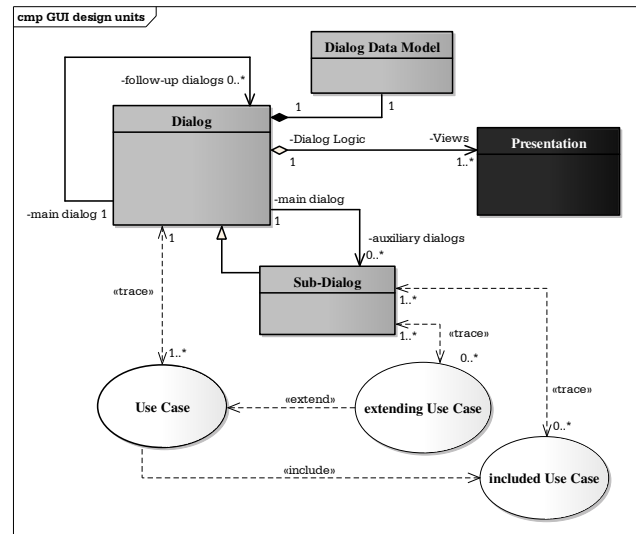 cmp GUI design units
Dialog Data Model
-follow-up dialogs 0..*
1
1
Dialog
-Dialog Logic
-Views
1
1..*
Presentation
-main dialog 1
-main dialog
1
1
-auxiliary dialogs
0..*
Sub-Dialog
«trace»
1..*
1..*
«trace»
1..*
0..*
«trace»
Use Case
«extend»
extending Use Case
0..*
«include»
included Use Case